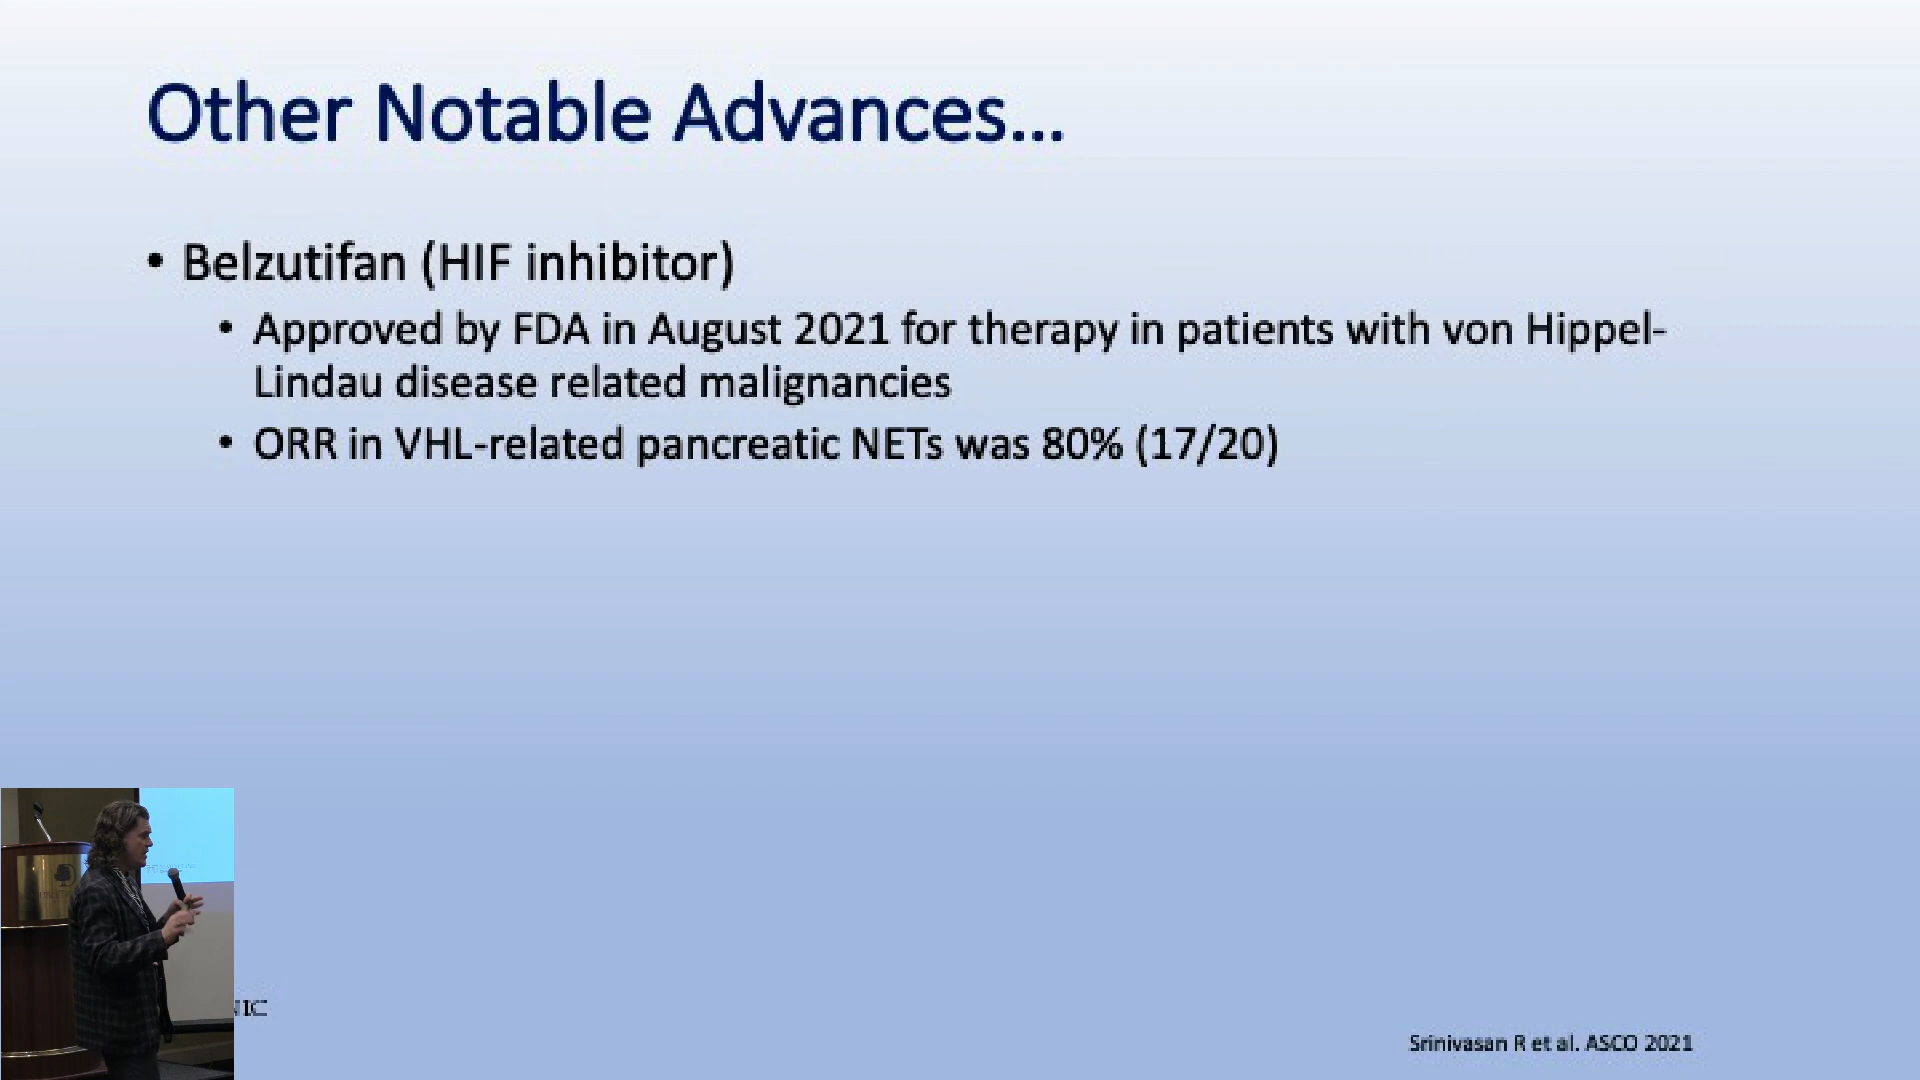 Other Notable Advances...
• Belzutifan (HIF inhibitor)
• Approved by FDA in August 2021 for therapy in patients with von Hippel-
Lindau disease related malignancies
• ORR in VHL-related pancreatic NETs was 80% (17/20)
NIC
Srinivasan R et al. ASCO 2021